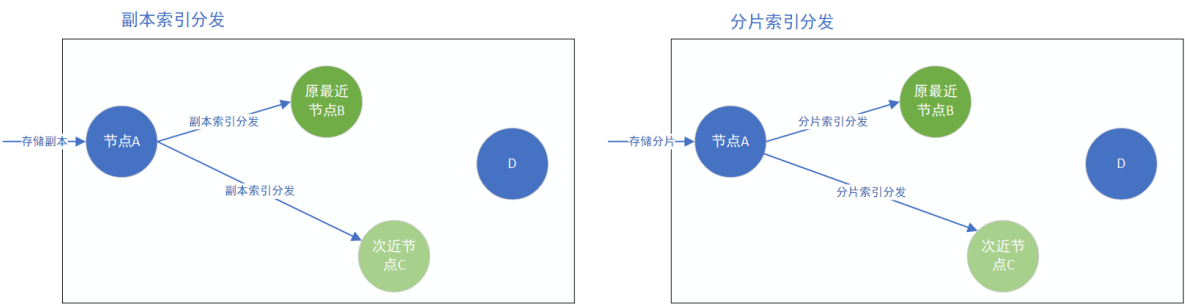 副本索引分发
存储副本
节点A
副本索引分发
原最近
节点B
副本索引分发
次近节
点C
D
分片索引分发
存储分片
节点A
分片索引分发
原最近
节点B
分片索引分发
次近节
点C
D